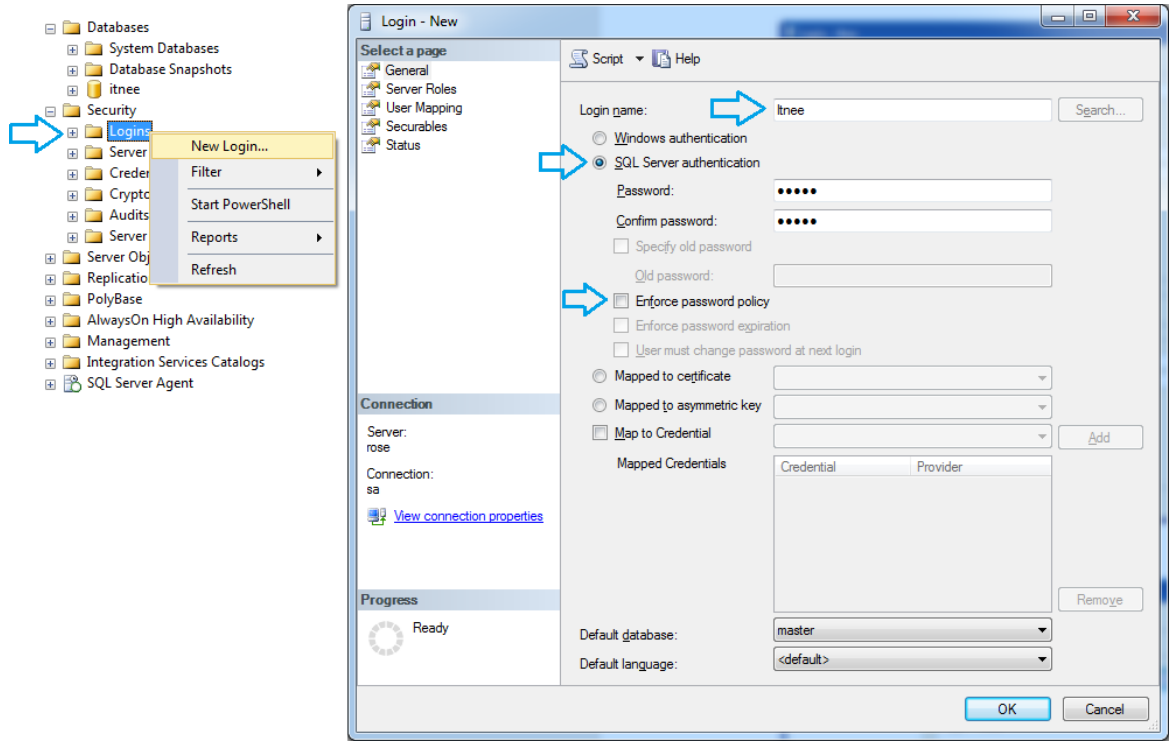 Databases
System Databases
Database Snapshots
itnee
Security
Logins
Server
Creden
Crypto
Audits
Server
Server Obj
Replicatio
PolyBase
AlwaysOn High Availability
Management
Integration Services Catalogs
SQL Server Agent
New Login...
Filter
Start PowerShell
Reports
Refresh
Login - New
Select a page
General
Server Roles
User Mapping
Securables
Status
Connection
Server:
rose
Connection:
sa
View connection properties
Progress
Ready
Script Help
Login name: Itnee Search...
Windows authentication
SQL Server authentication
Password: •••••
Confirm password: •••••
Specify old password
Old password:
Enforce password policy
Enforce password expiration
User must change password at next login
Mapped to certificate
Mapped to asymmetric key
Map to Credential Add
Mapped Credentials Credential Provider
Remove
Default database: master
Default language: <default>
OK Cancel